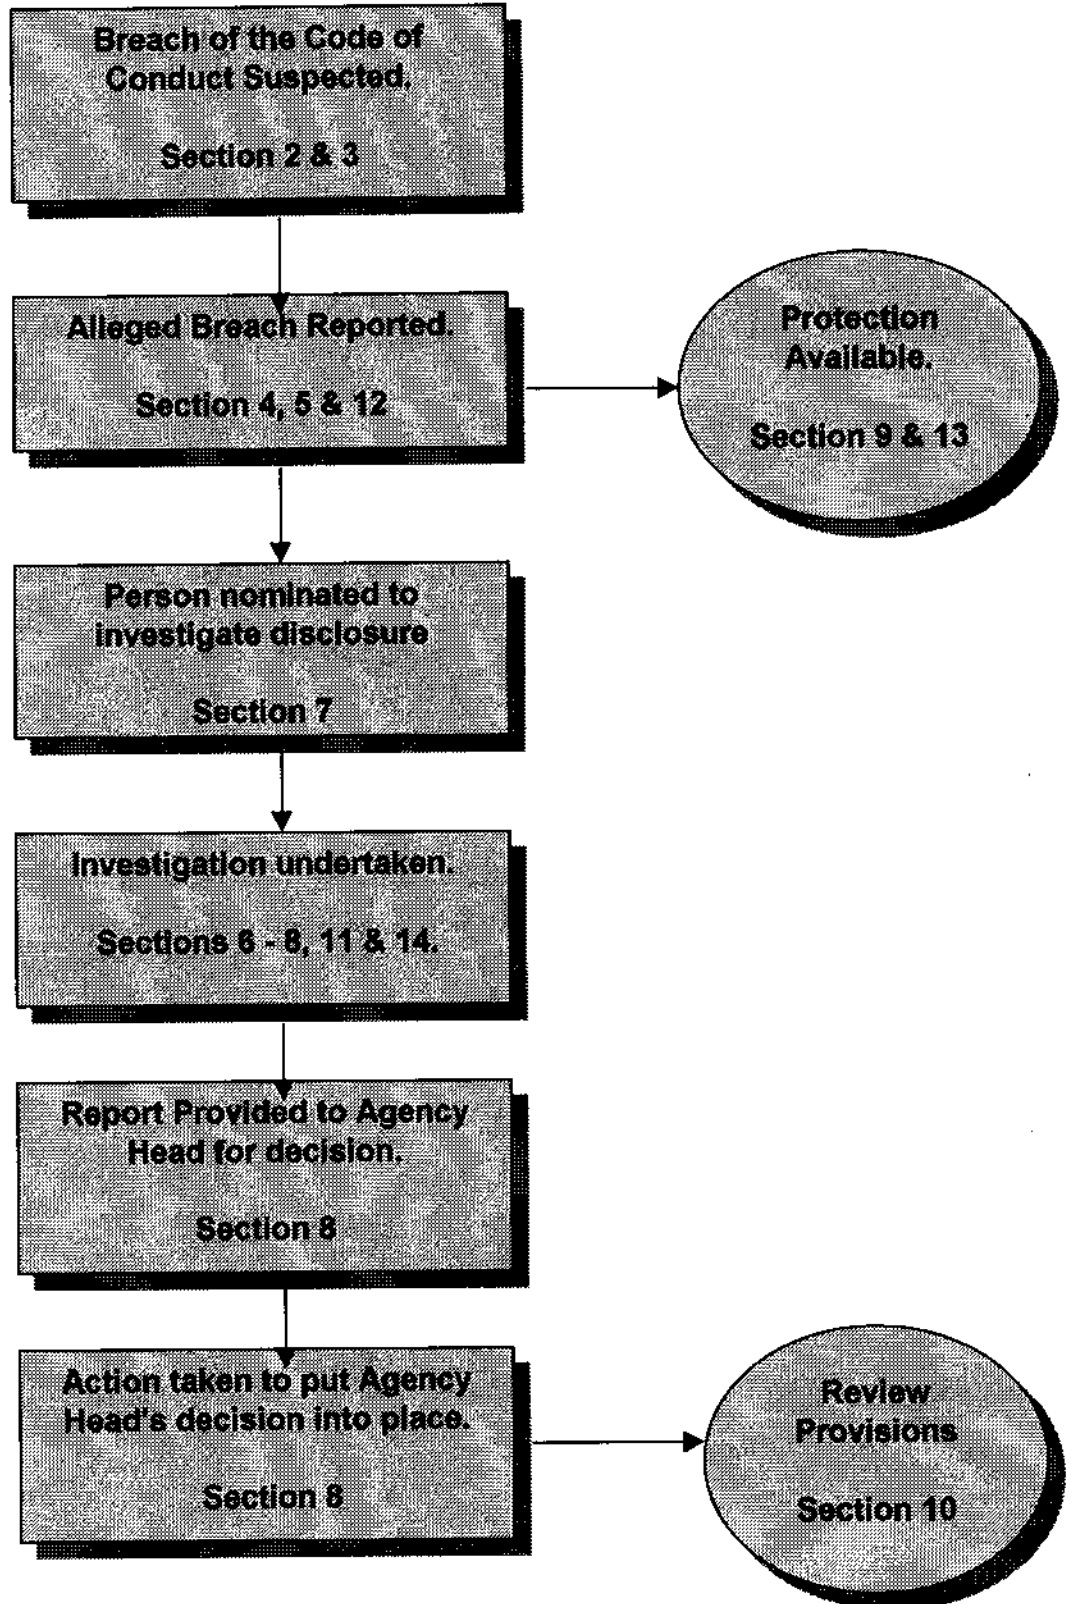 Breach of the Code of
Conduct Suspected.
Section 2 & 3
Alleged Breach Reported.
Section 4, 5 & 12
Protection
Available.
Section 9 & 13
Person nominated to
investigate disclosure
Section 7
Investigation undertaken.
Sections 6 - 8, 11 & 14.
Report Provided to Agency
Head for decision.
Section 8
Action taken to put Agency
Head's decision into place.
Section 8
Review
Provisions
Section 10